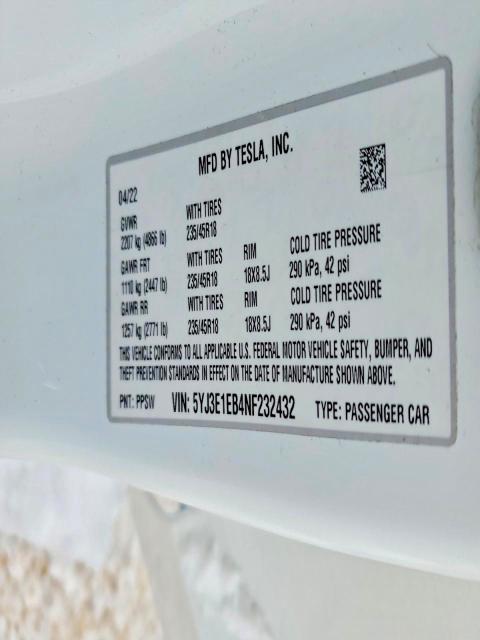 MFD BY TESLA, INC.
04/22
GVWR WITH TIRES
2207 kg (4866 lb) 235/45R18
GAWR FRT WITH TIRES RIM COLD TIRE PRESSURE
1110 kg (2447 lb) 235/45R18 18X8.5J 290 kPa, 42 psi
GAWR RR WITH TIRES RIM COLD TIRE PRESSURE
1257 kg (2771 lb) 235/45R18 18X8.5J 290 kPa, 42 psi
THIS VEHICLE CONFORMS TO ALL APPLICABLE U.S. FEDERAL MOTOR VEHICLE SAFETY, BUMPER, AND
THEFT PREVENTION STANDARDS IN EFFECT ON THE DATE OF MANUFACTURE SHOWN ABOVE.
PNT: PPSW VIN: 5YJ3E1EB4NF232432 TYPE: PASSENGER CAR